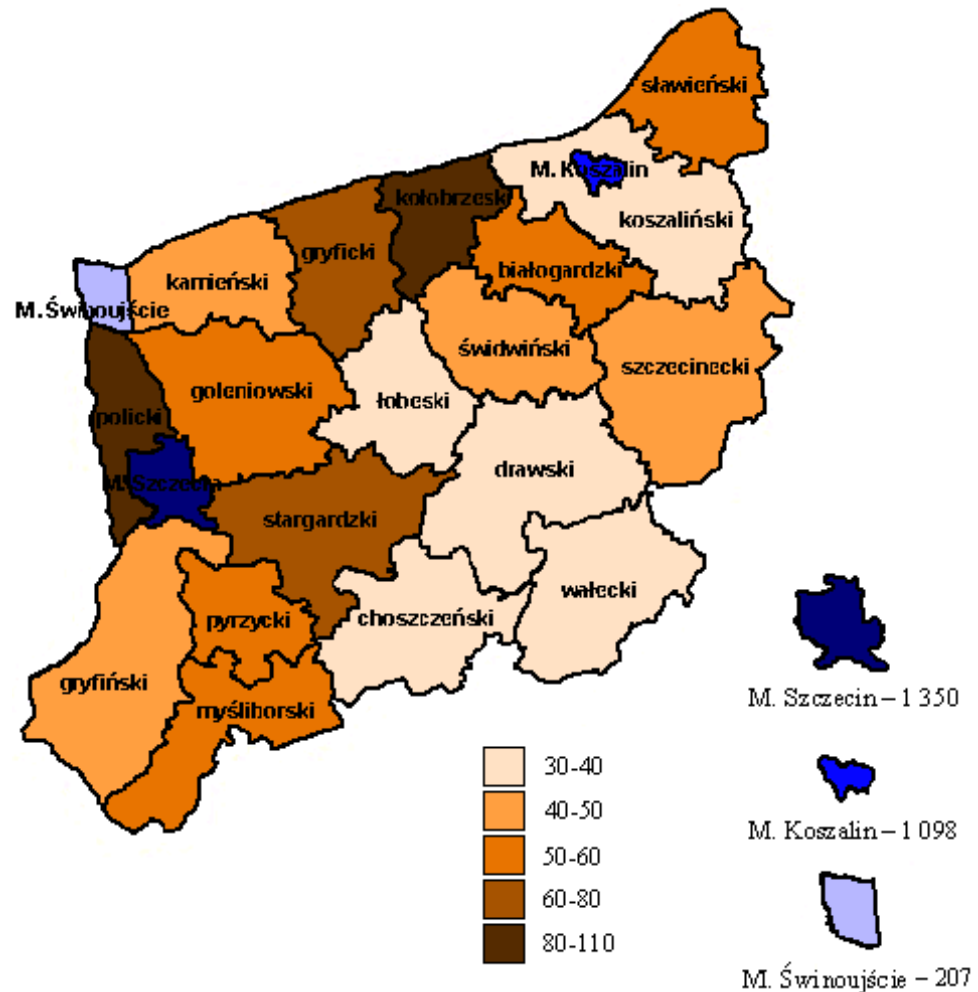 sławieński
M. Koszalin
kołobrzeski
koszaliński
gryficki
białogardzki
kamieński
M. Świnoujście
świdwiński
szczecinecki
goleniowski
łobeski
policki
drawski
M. Szczecin
stargardzki
wałecki
choszczeński
pyrzycki
gryfiński
myśliborski
M. Szczecin – 1 350
30-40
40-50
M. Koszalin – 1 098
50-60
60-80
80-110
M. Świnoujście – 207